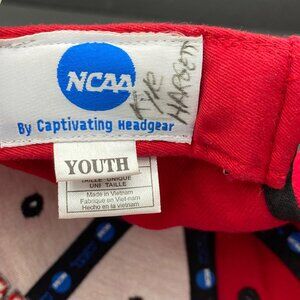 NCAA
By Captivating Headgear
YOUTH
TAILLE UNIQUE
UNI TAILLE
Made in Vietnam
Fabriqué en Viet-nam
Hecho en la Vietnam